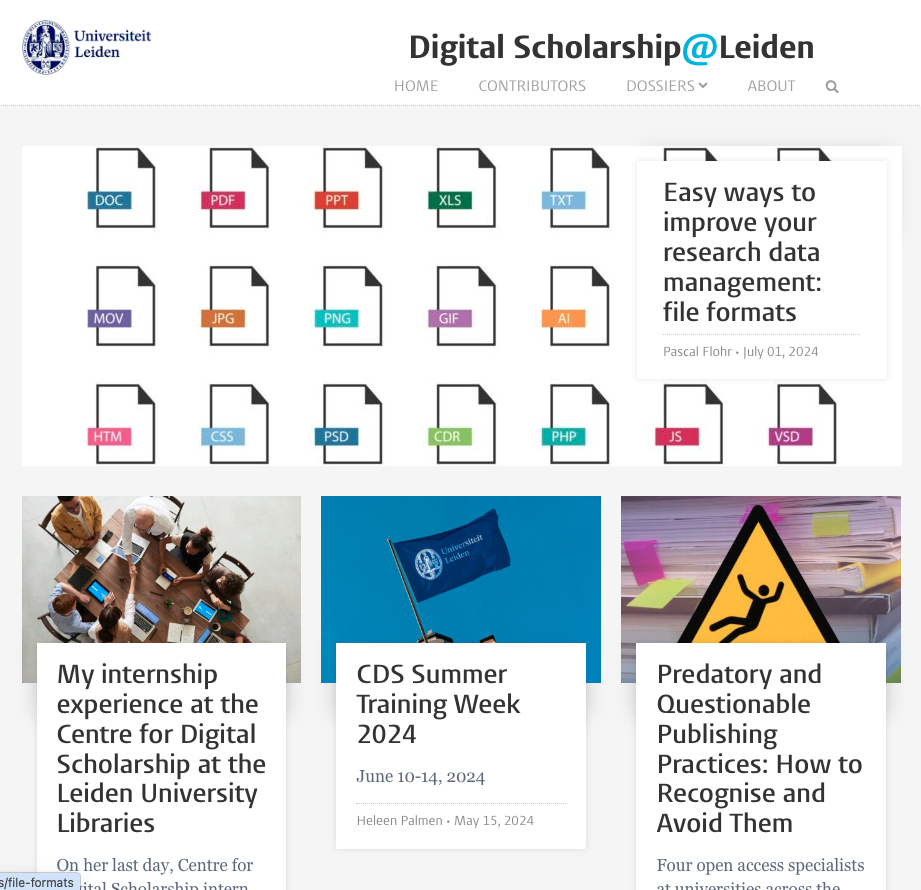 Universiteit
Leiden
Digital Scholarship@Leiden
HOME CONTRIBUTORS DOSSIERS ABOUT
DOC PDF PPT XLS TXT
MOV JPG PNG GIF AI
HTM CSS PSD CDR PHP JS VSD
Easy ways to
improve your
research data
management:
file formats
Pascal Flohr • July 01, 2024
My internship
experience at the
Centre for Digital
Scholarship at the
Leiden University
Libraries
On her last day, Centre for
Digital Scholarship intern
Universiteit
Leiden
CDS Summer
Training Week
2024
June 10-14, 2024
Heleen Palmen • May 15, 2024
Predatory and
Questionable
Publishing
Practices: How to
Recognise and
Avoid Them
Four open access specialists
at universities across the
s/file-formats